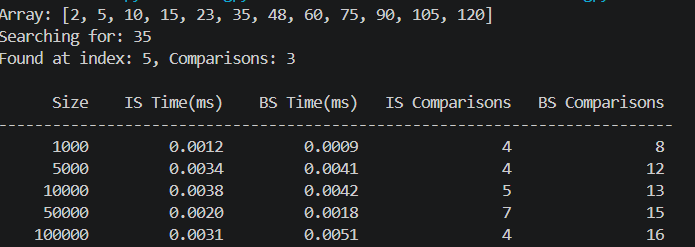 Array: [2, 5, 10, 15, 23, 35, 48, 60, 75, 90, 105, 120]
Searching for: 35
Found at index: 5, Comparisons: 3
Size IS Time(ms) BS Time(ms) IS Comparisons BS Comparisons
--------------------------------------------------------------------
1000 0.0012 0.0009 4 8
5000 0.0034 0.0041 4 12
10000 0.0038 0.0042 5 13
50000 0.0020 0.0018 7 15
100000 0.0031 0.0051 4 16